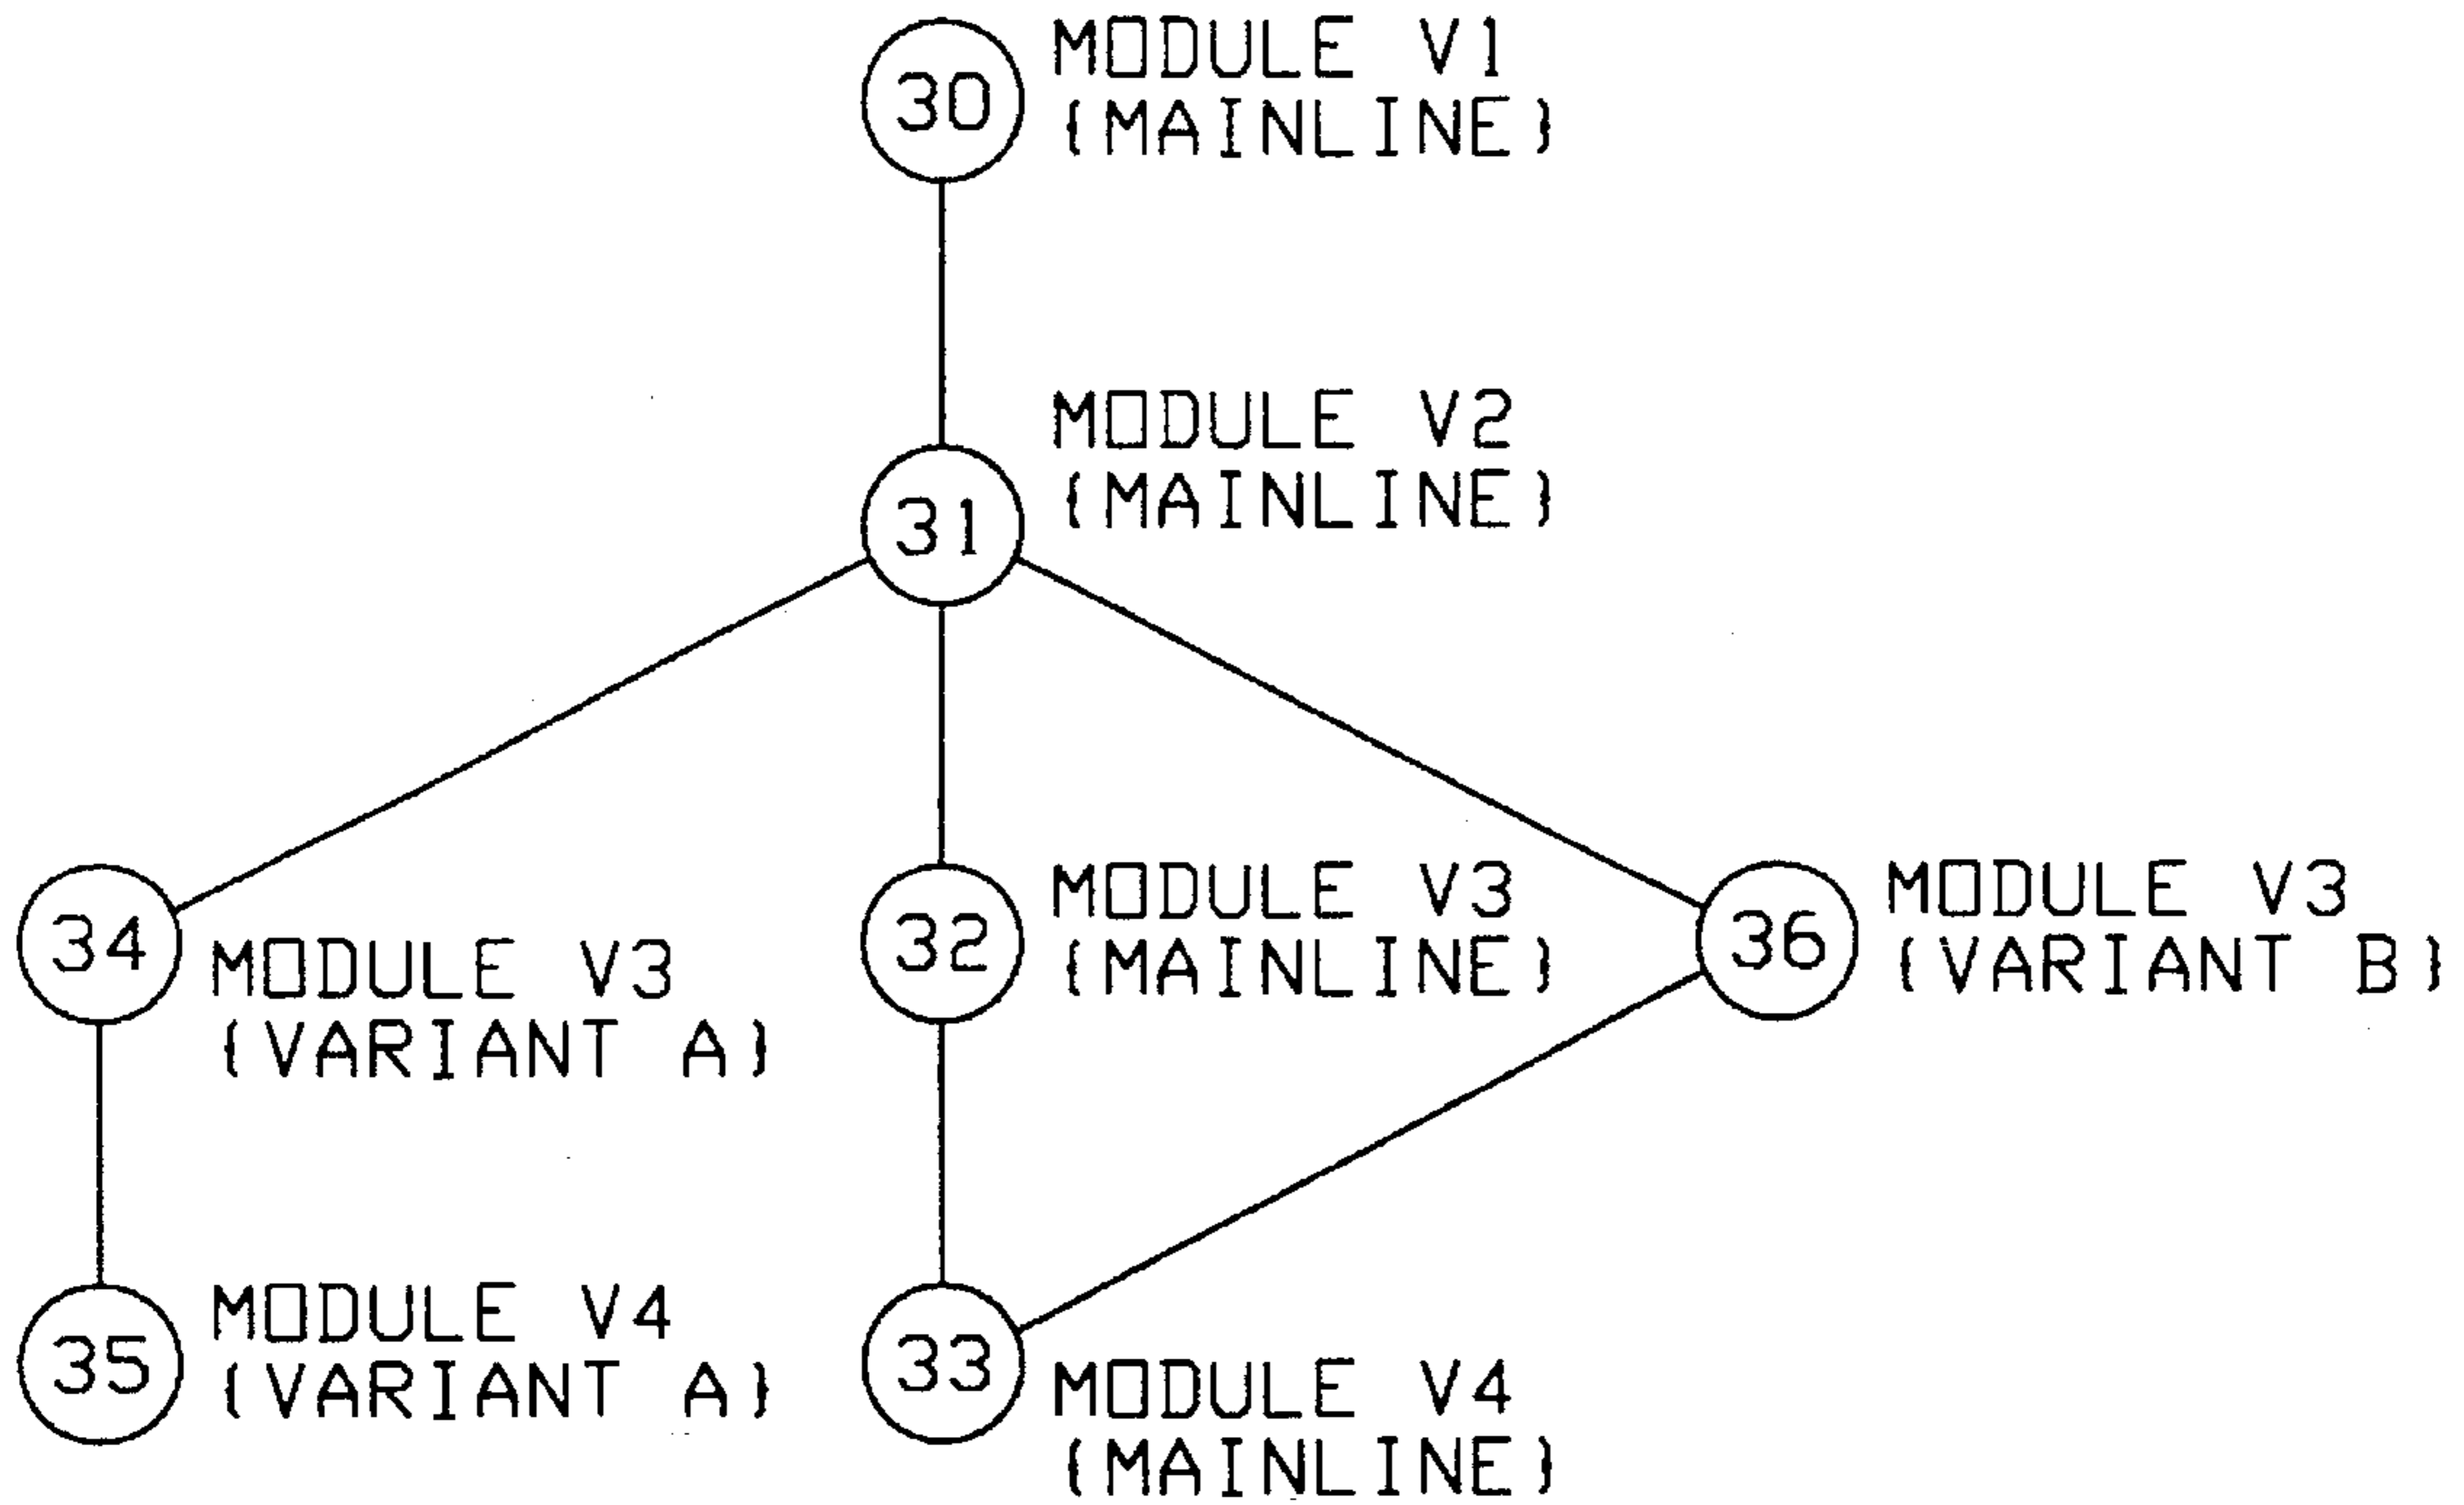 30
MODULE V1
(MAINLINE)
31
MODULE V2
(MAINLINE)
34
MODULE V3
(VARIANT A)
32
MODULE V3
(MAINLINE)
36
MODULE V3
(VARIANT B)
35
MODULE V4
(VARIANT A)
33
MODULE V4
(MAINLINE)